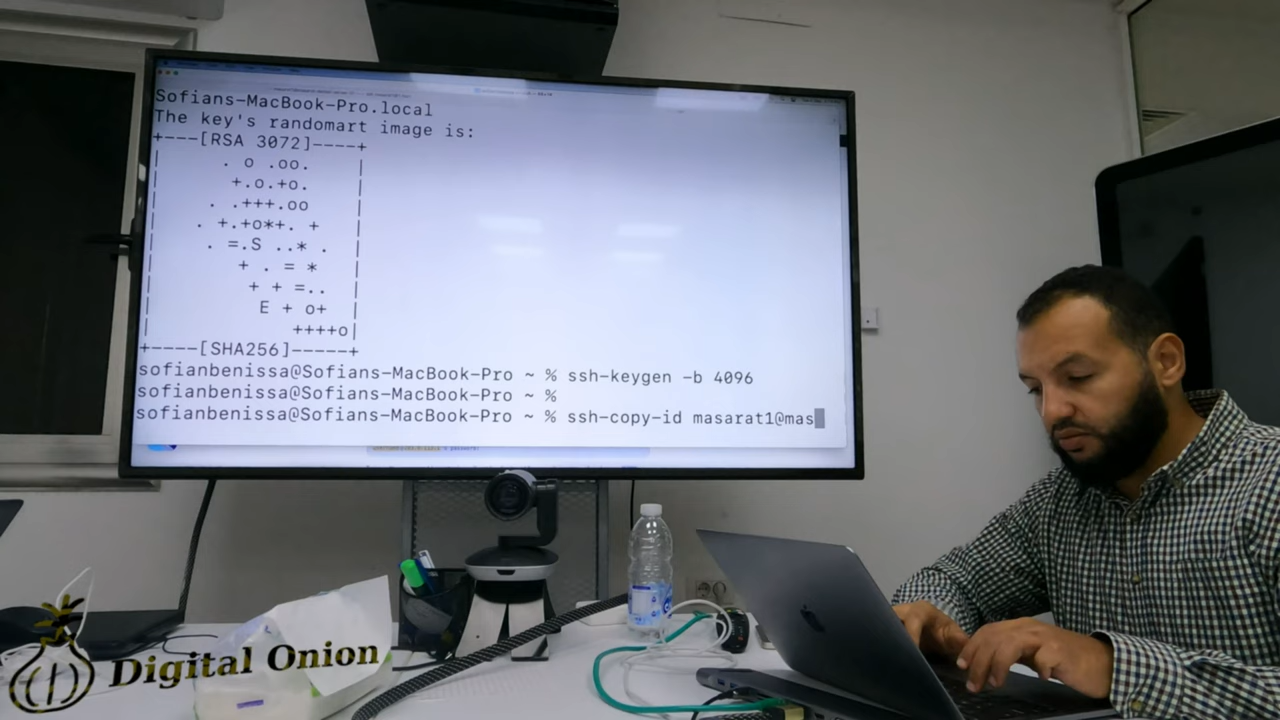 Sofians-MacBook-Pro.local
The key's randomart image is:
+---[RSA 3072]----+
|      . o .oo.    |
|       +.o.+o.    |
|     . .+++.oo    |
|    . +.+o*+. +   |
|     . =.S ..* .  |
|        + . = *   |
|         + + =..  |
|          E + o+  |
|             ++++o|
+----[SHA256]-----+
sofianbenissa@Sofians-MacBook-Pro ~ % ssh-keygen -b 4096
sofianbenissa@Sofians-MacBook-Pro ~ %
sofianbenissa@Sofians-MacBook-Pro ~ % ssh-copy-id masarat1@mas
Digital Onion